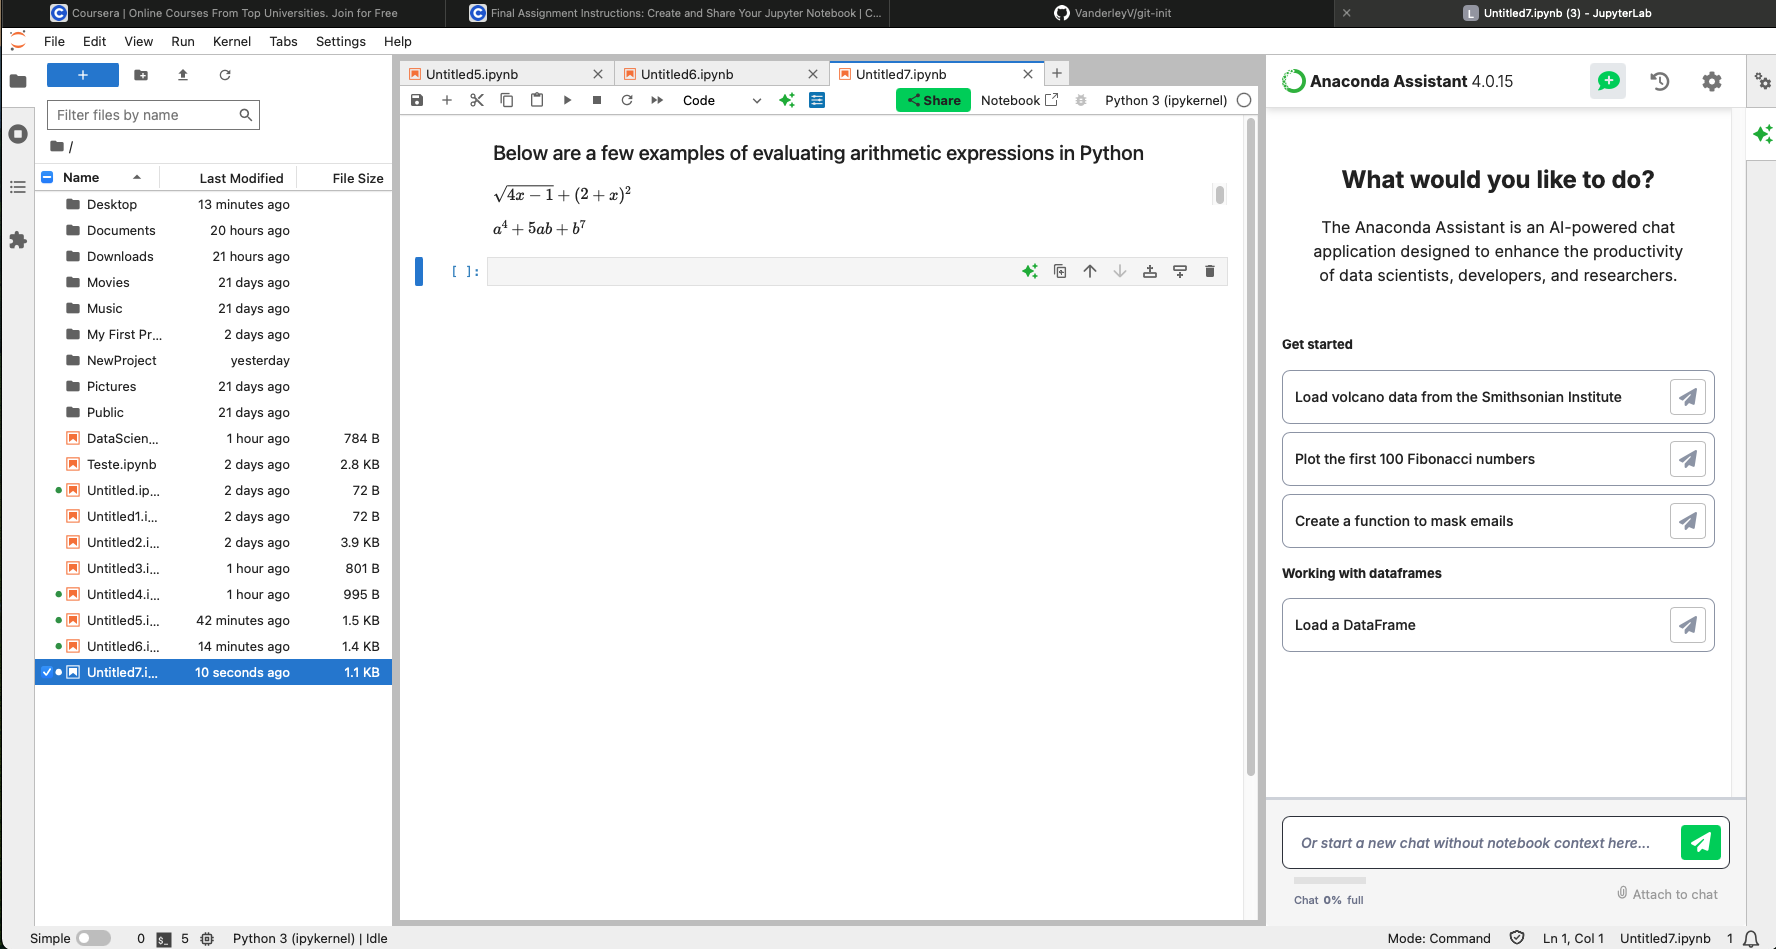 Coursera | Online Courses From Top Universities. Join for Free
Final Assignment Instructions: Create and Share Your Jupyter Notebook | C...
VanderleyV/git-init
L Untitled7.ipynb (3) - JupyterLab
File Edit View Run Kernel Tabs Settings Help
Filter files by name
/
Name Last Modified File Size
Desktop 13 minutes ago
Documents 20 hours ago
Downloads 21 hours ago
Movies 21 days ago
Music 21 days ago
My First Pr... 2 days ago
NewProject yesterday
Pictures 21 days ago
Public 21 days ago
DataScien... 1 hour ago 784 B
Teste.ipynb 2 days ago 2.8 KB
Untitled.ip... 2 days ago 72 B
Untitled1.i... 2 days ago 72 B
Untitled2.i... 2 days ago 3.9 KB
Untitled3.i... 1 hour ago 801 B
Untitled4.i... 1 hour ago 995 B
Untitled5.i... 42 minutes ago 1.5 KB
Untitled6.i... 14 minutes ago 1.4 KB
Untitled7.i... 10 seconds ago 1.1 KB
Untitled5.ipynb Untitled6.ipynb Untitled7.ipynb
Code Share Notebook Python 3 (ipykernel)
Below are a few examples of evaluating arithmetic expressions in Python
√(4x − 1) + (2 + x)²
a⁴ + 5ab + b⁷
[ ]:
Anaconda Assistant 4.0.15
What would you like to do?
The Anaconda Assistant is an AI-powered chat
application designed to enhance the productivity
of data scientists, developers, and researchers.
Get started
Load volcano data from the Smithsonian Institute
Plot the first 100 Fibonacci numbers
Create a function to mask emails
Working with dataframes
Load a DataFrame
Or start a new chat without notebook context here...
Chat 0% full
Attach to chat
Simple 0 $_ 5 Python 3 (ipykernel) | Idle
Mode: Command Ln 1, Col 1 Untitled7.ipynb 1